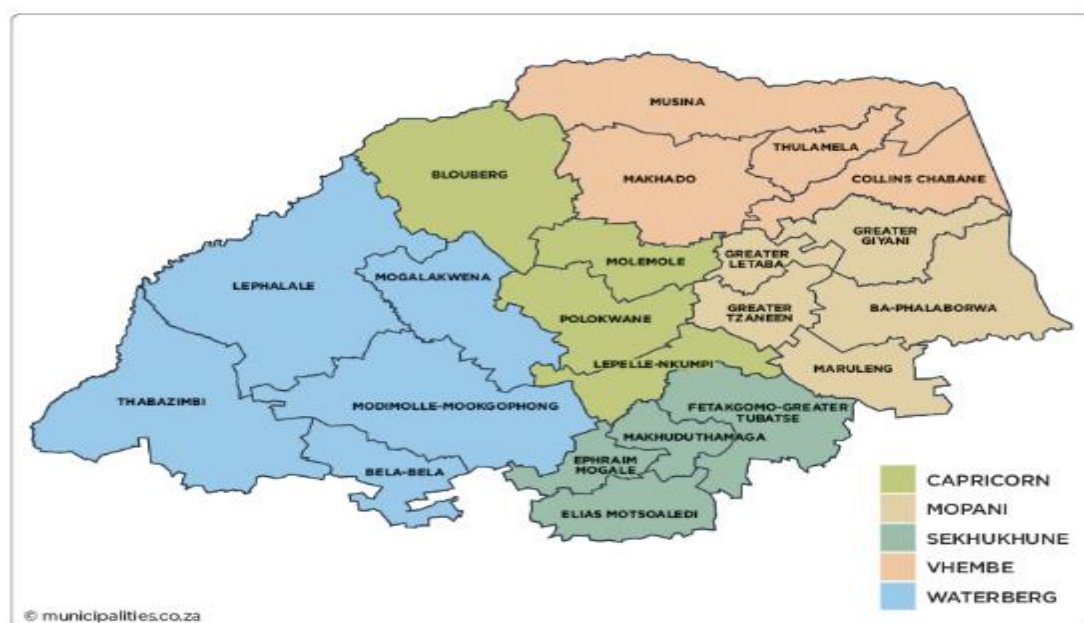 MUSINA
THULAMELA
BLOUBERG
MAKHADO
COLLINS CHABANE
GREATER
GIYANI
MOLEMOLE
GREATER
LETABA
MOGALAKWENA
LEPHALALE
POLOKWANE
GREATER
TZANEEN
BA-PHALABORWA
LEPELLE-NKUMPI
MARULENG
THABAZIMBI
MODIMOLLE-MOOKGOPHONG
FETAKGOMO-GREATER
TUBATSE
MAKHUDUTHAMAGA
EPHRAIM
MOGALE
BELA-BELA
ELIAS MOTSOALEDI
CAPRICORN
MOPANI
SEKHUKHUNE
VHEMBE
WATERBERG
© municipalities.co.za